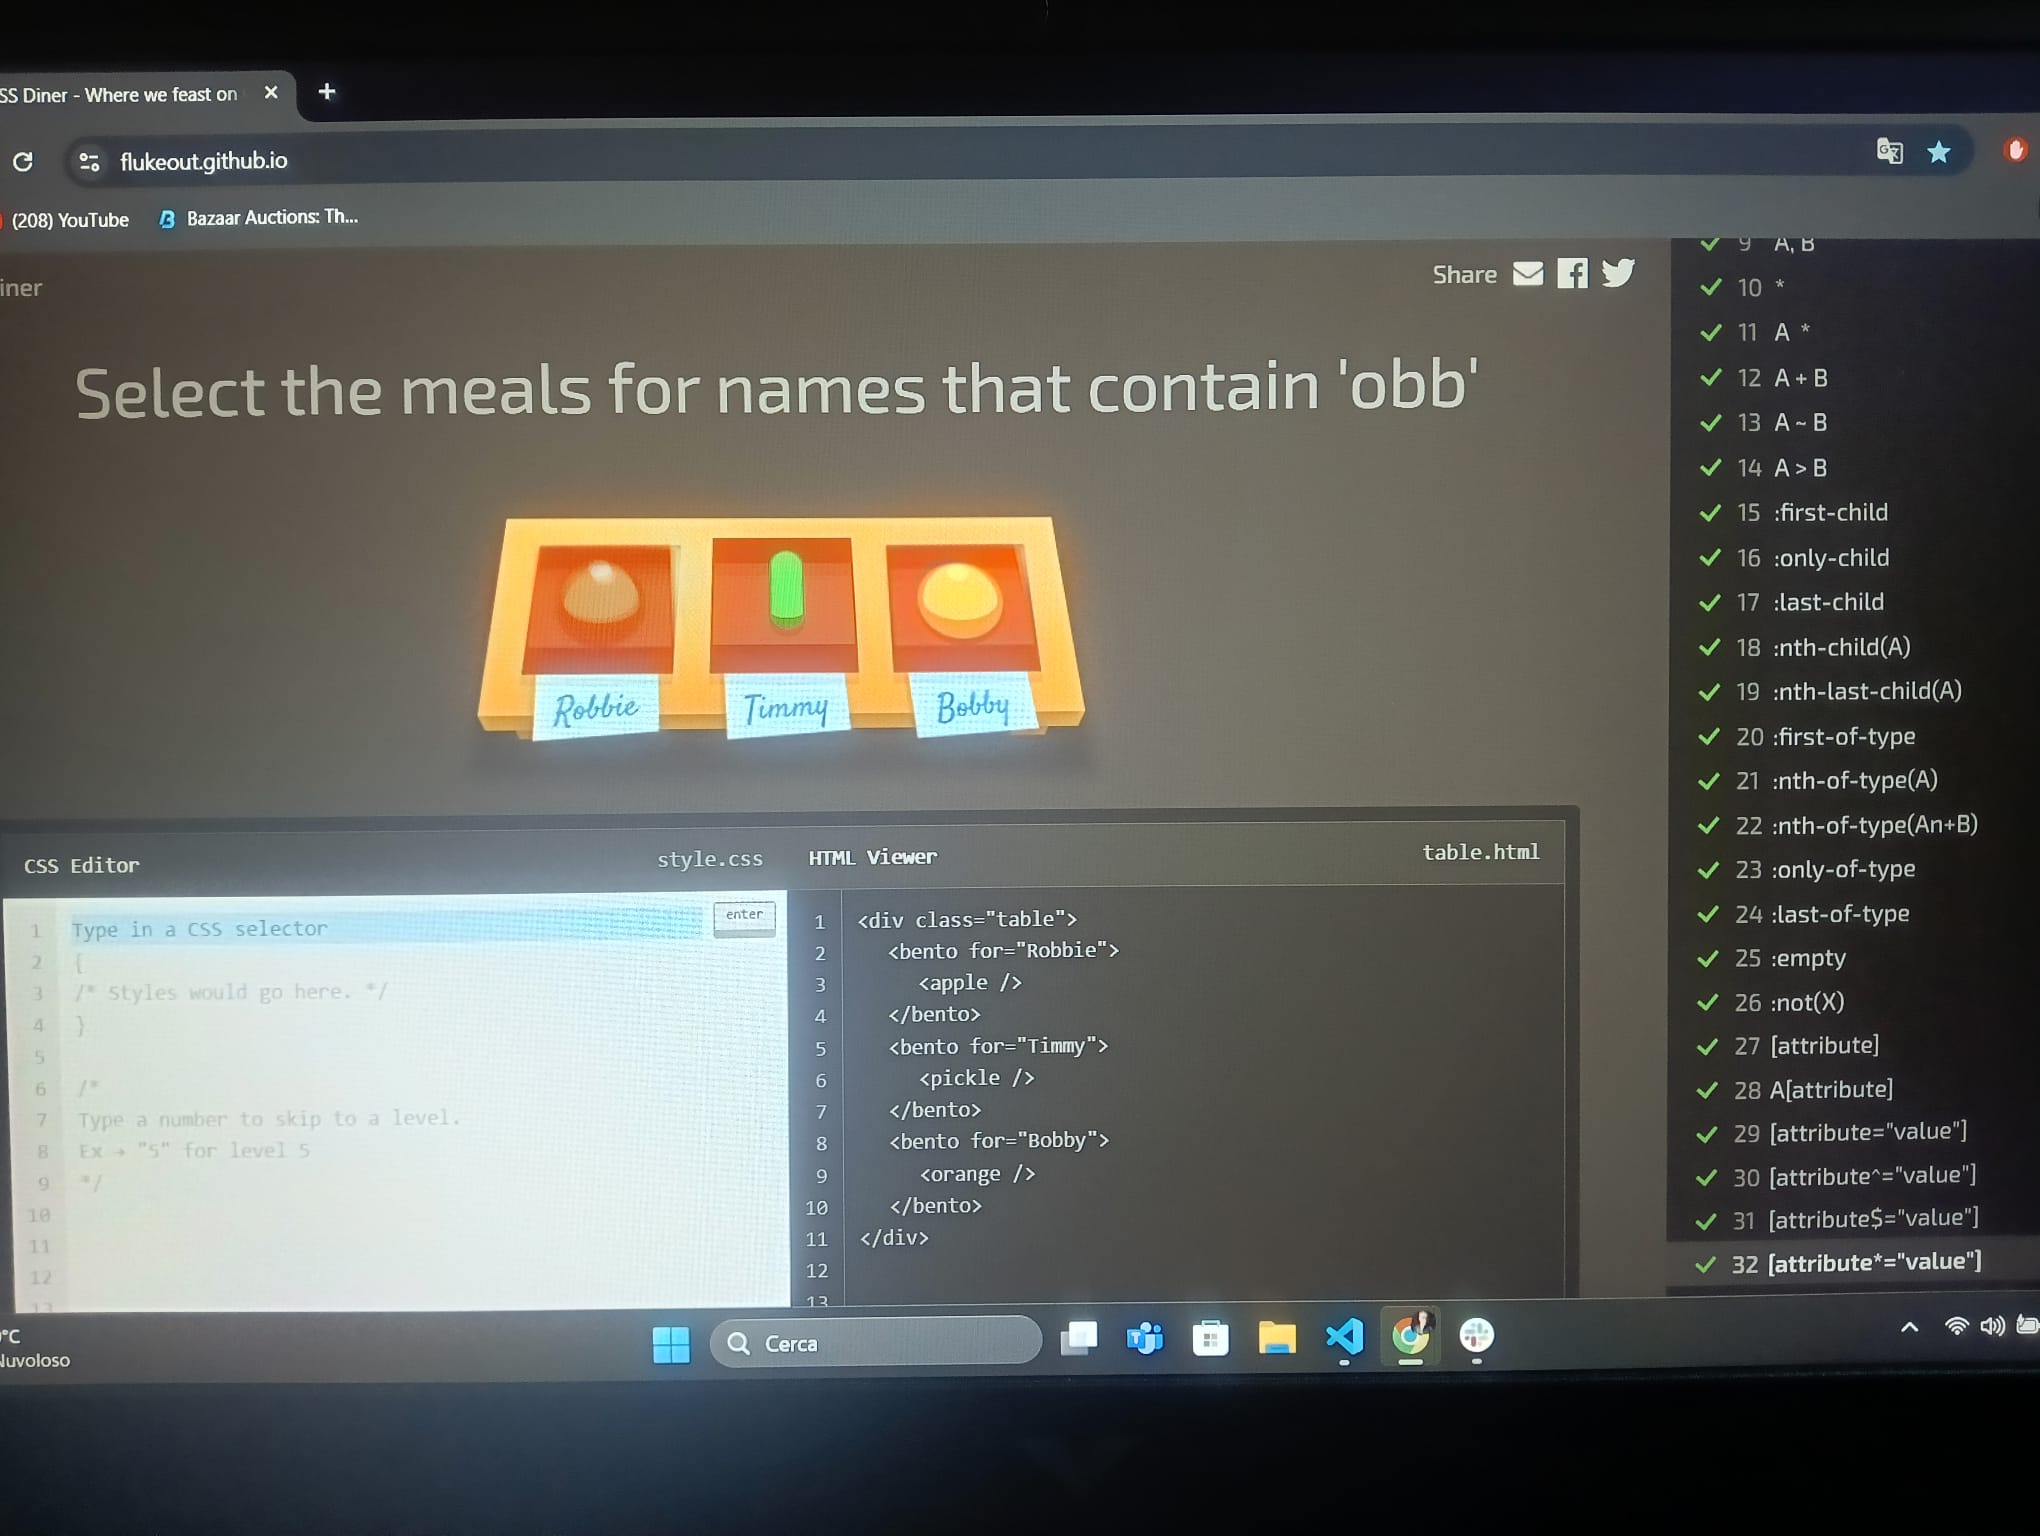 SS Diner - Where we feast on
flukeout.github.io
(208) YouTube
Bazaar Auctions: Th...
iner
Share
Select the meals for names that contain 'obb'
Robbie
Timmy
Bobby
CSS Editor
style.css
1 Type in a CSS selector
enter
2 {
3 /* Styles would go here. */
4 }
5
6 /*
7 Type a number to skip to a level.
8 Ex → "5" for level 5
9 */
10
11
12
13
HTML Viewer
table.html
1 <div class="table">
2 <bento for="Robbie">
3 <apple />
4 </bento>
5 <bento for="Timmy">
6 <pickle />
7 </bento>
8 <bento for="Bobby">
9 <orange />
10 </bento>
11 </div>
12
13
9 A, B
10 *
11 A *
12 A + B
13 A ~ B
14 A > B
15 :first-child
16 :only-child
17 :last-child
18 :nth-child(A)
19 :nth-last-child(A)
20 :first-of-type
21 :nth-of-type(A)
22 :nth-of-type(An+B)
23 :only-of-type
24 :last-of-type
25 :empty
26 :not(X)
27 [attribute]
28 A[attribute]
29 [attribute="value"]
30 [attribute^="value"]
31 [attribute$="value"]
32 [attribute*="value"]
°C
Nuvoloso
Cerca